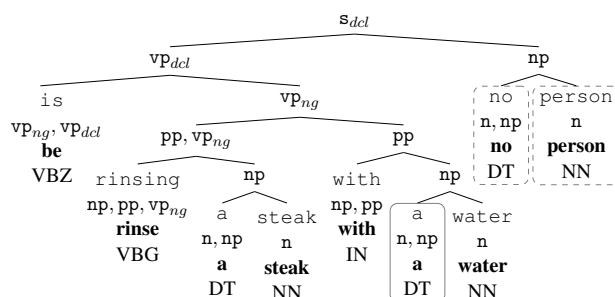 s_dcl
vp_dcl np
is vp_ng no person
vp_ng, vp_dcl pp, vp_ng pp n, np n
be no person
VBZ rinsing np with np DT NN
np, pp, vp_ng a steak np, pp a water
rinse n, np n with n, np n
VBG a steak IN a water
DT NN DT NN